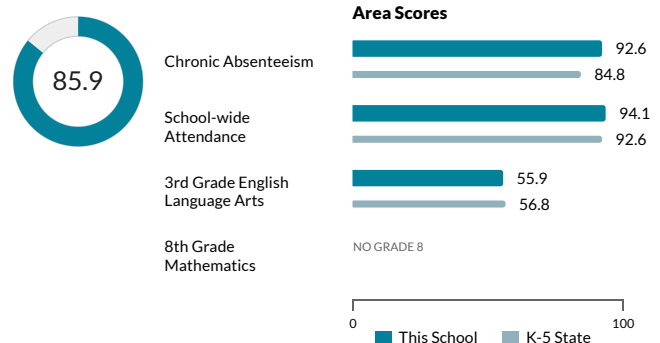 Area Scores
85.9
Chronic Absenteeism
92.6
84.8
School-wide
Attendance
94.1
92.6
3rd Grade English
Language Arts
55.9
56.8
8th Grade
Mathematics
NO GRADE 8
0
100
This School
K-5 State